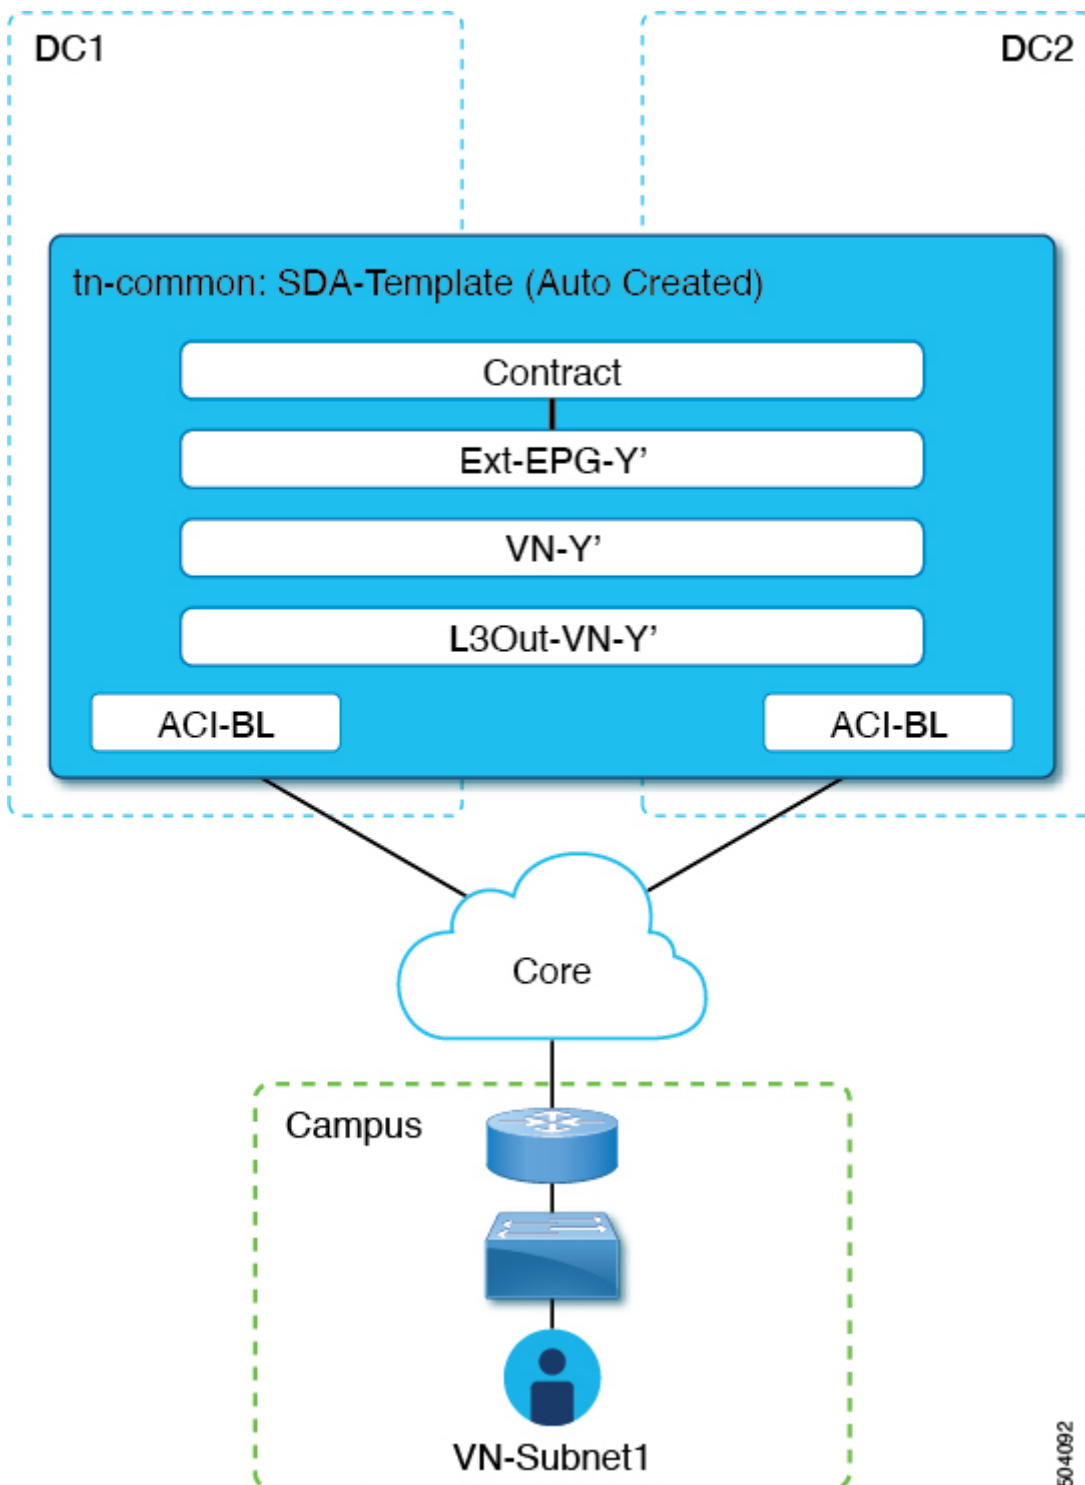 DC1
DC2
tn-common: SDA-Template (Auto Created)
Contract
Ext-EPG-Y’
VN-Y’
L3Out-VN-Y’
ACI-BL
ACI-BL
Core
Campus
VN-Subnet1
504092